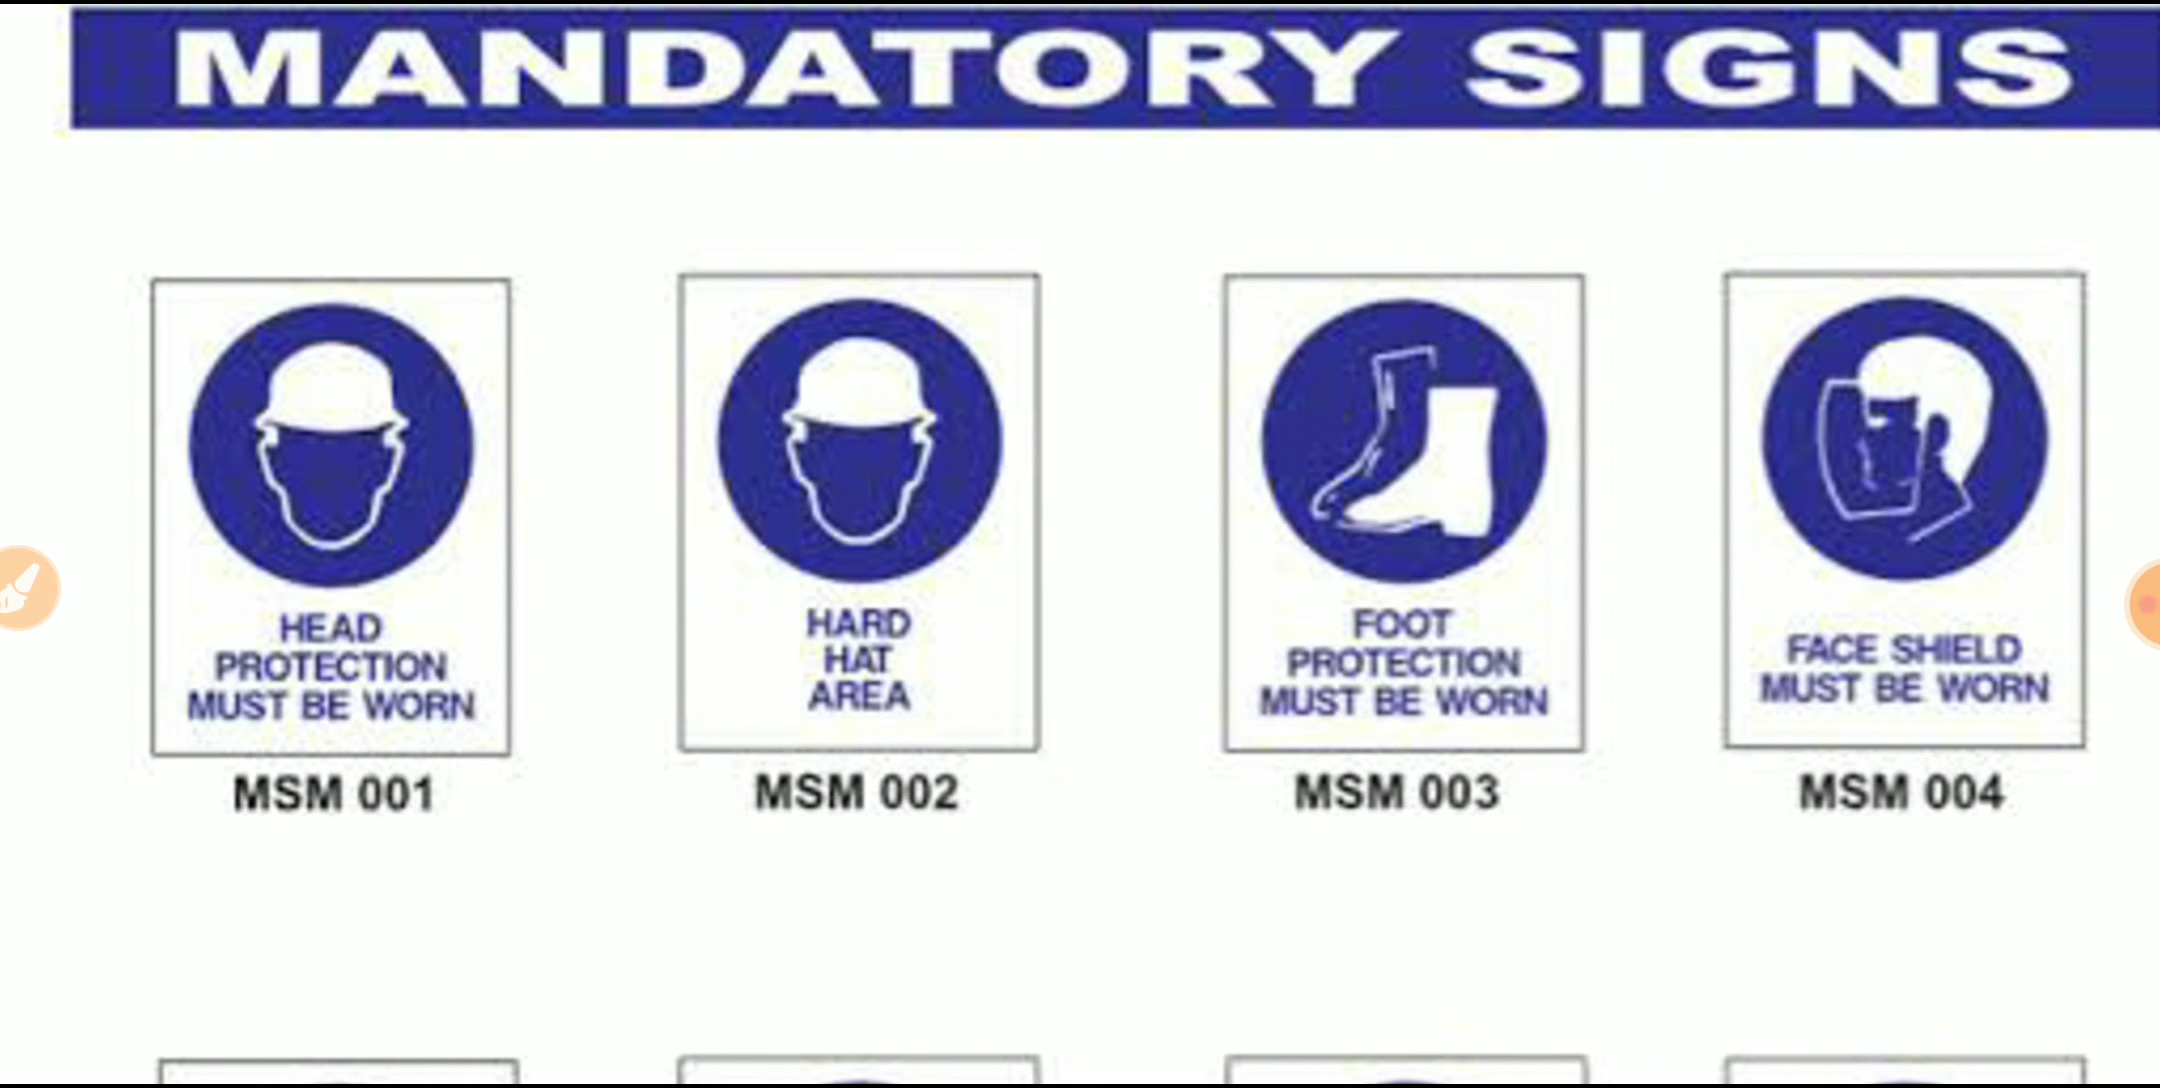 MANDATORY SIGNS
HEAD
PROTECTION
MUST BE WORN
MSM 001
HARD
HAT
AREA
MSM 002
FOOT
PROTECTION
MUST BE WORN
MSM 003
FACE SHIELD
MUST BE WORN
MSM 004